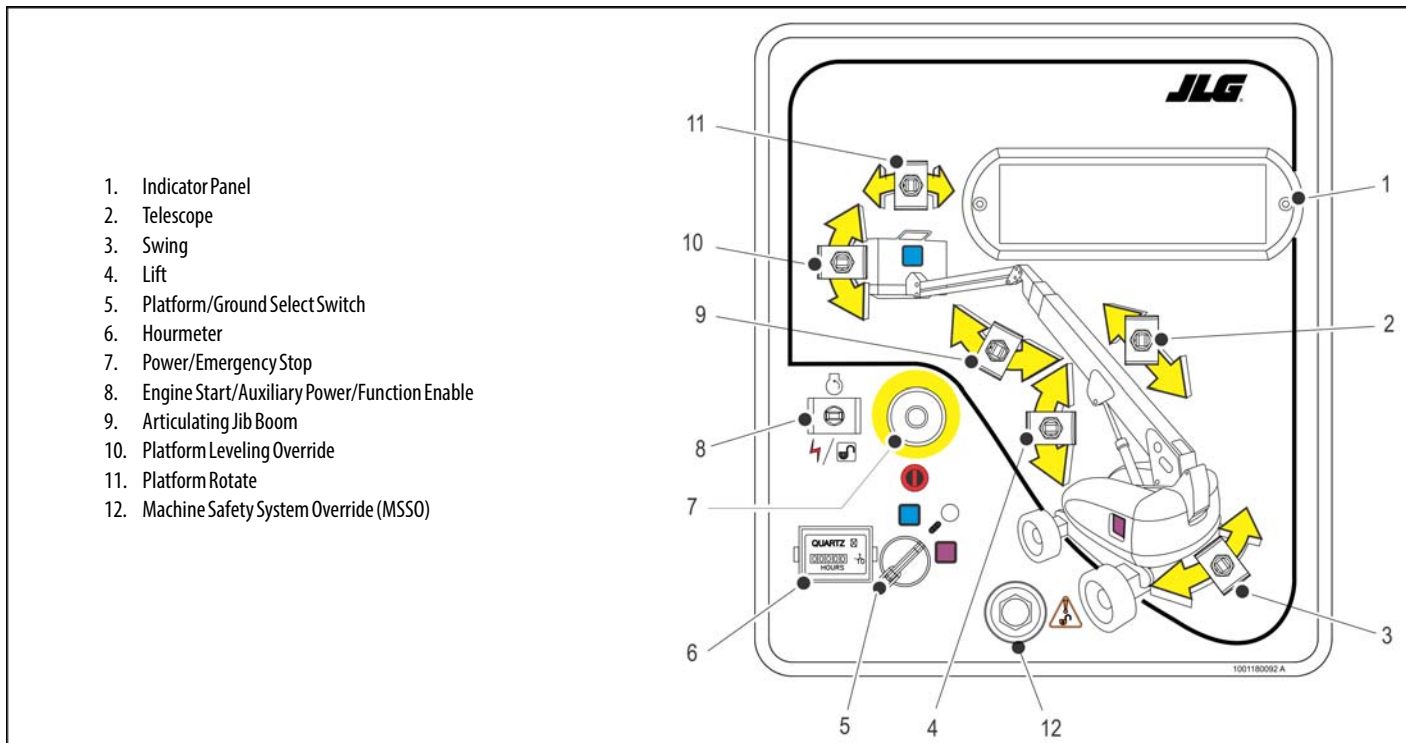 1. Indicator Panel
2. Telescope
3. Swing
4. Lift
5. Platform/Ground Select Switch
6. Hourmeter
7. Power/Emergency Stop
8. Engine Start/Auxiliary Power/Function Enable
9. Articulating Jib Boom
10. Platform Leveling Override
11. Platform Rotate
12. Machine Safety System Override (MSSO)
JLG
11
1
10
9
2
8
7
QUARTZ
HOURS
1/10
6
5
4
12
3
1001180092 A